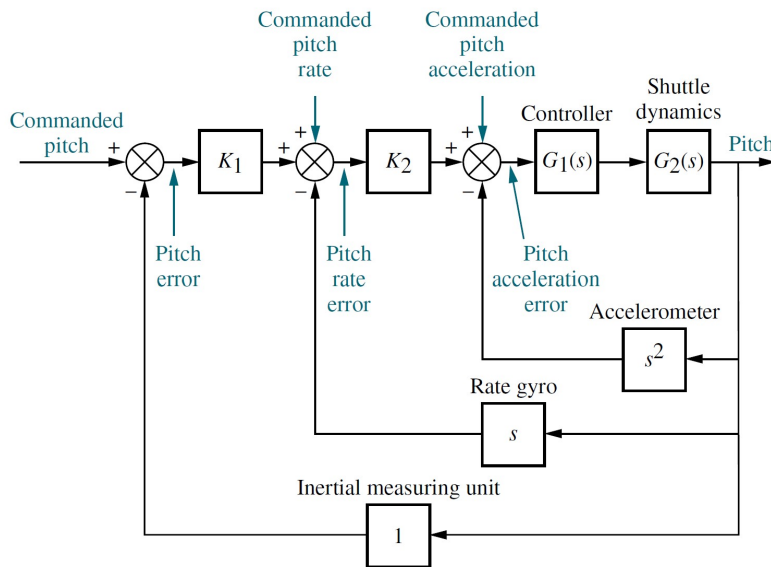 Commanded
pitch
rate
Commanded
pitch
acceleration
Commanded
pitch
Controller
Shuttle
dynamics
Pitch
+
−
K1
+
+
−
K2
+
+
−
G1(s)
G2(s)
Pitch
error
Pitch
rate
error
Pitch
acceleration
error
Accelerometer
s²
Rate gyro
s
Inertial measuring unit
1